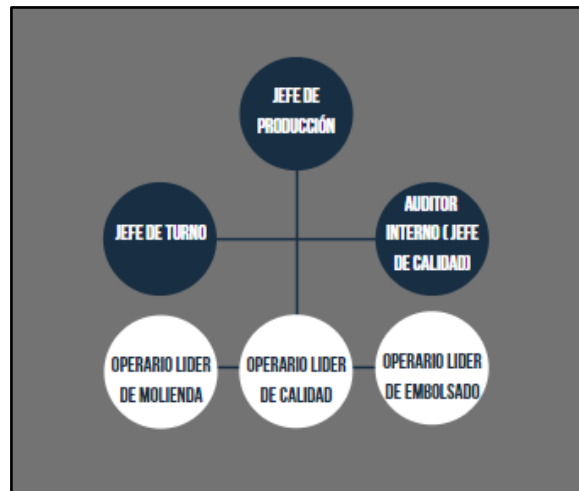 JEFE DE
PRODUCCIÓN
JEFE DE TURNO
AUDITOR
INTERNO ( JEFE
DE CALIDAD)
OPERARIO LIDER
DE MOLIENDA
OPERARIO LIDER
DE CALIDAD
OPERARIO LIDER
DE EMBOLSADO